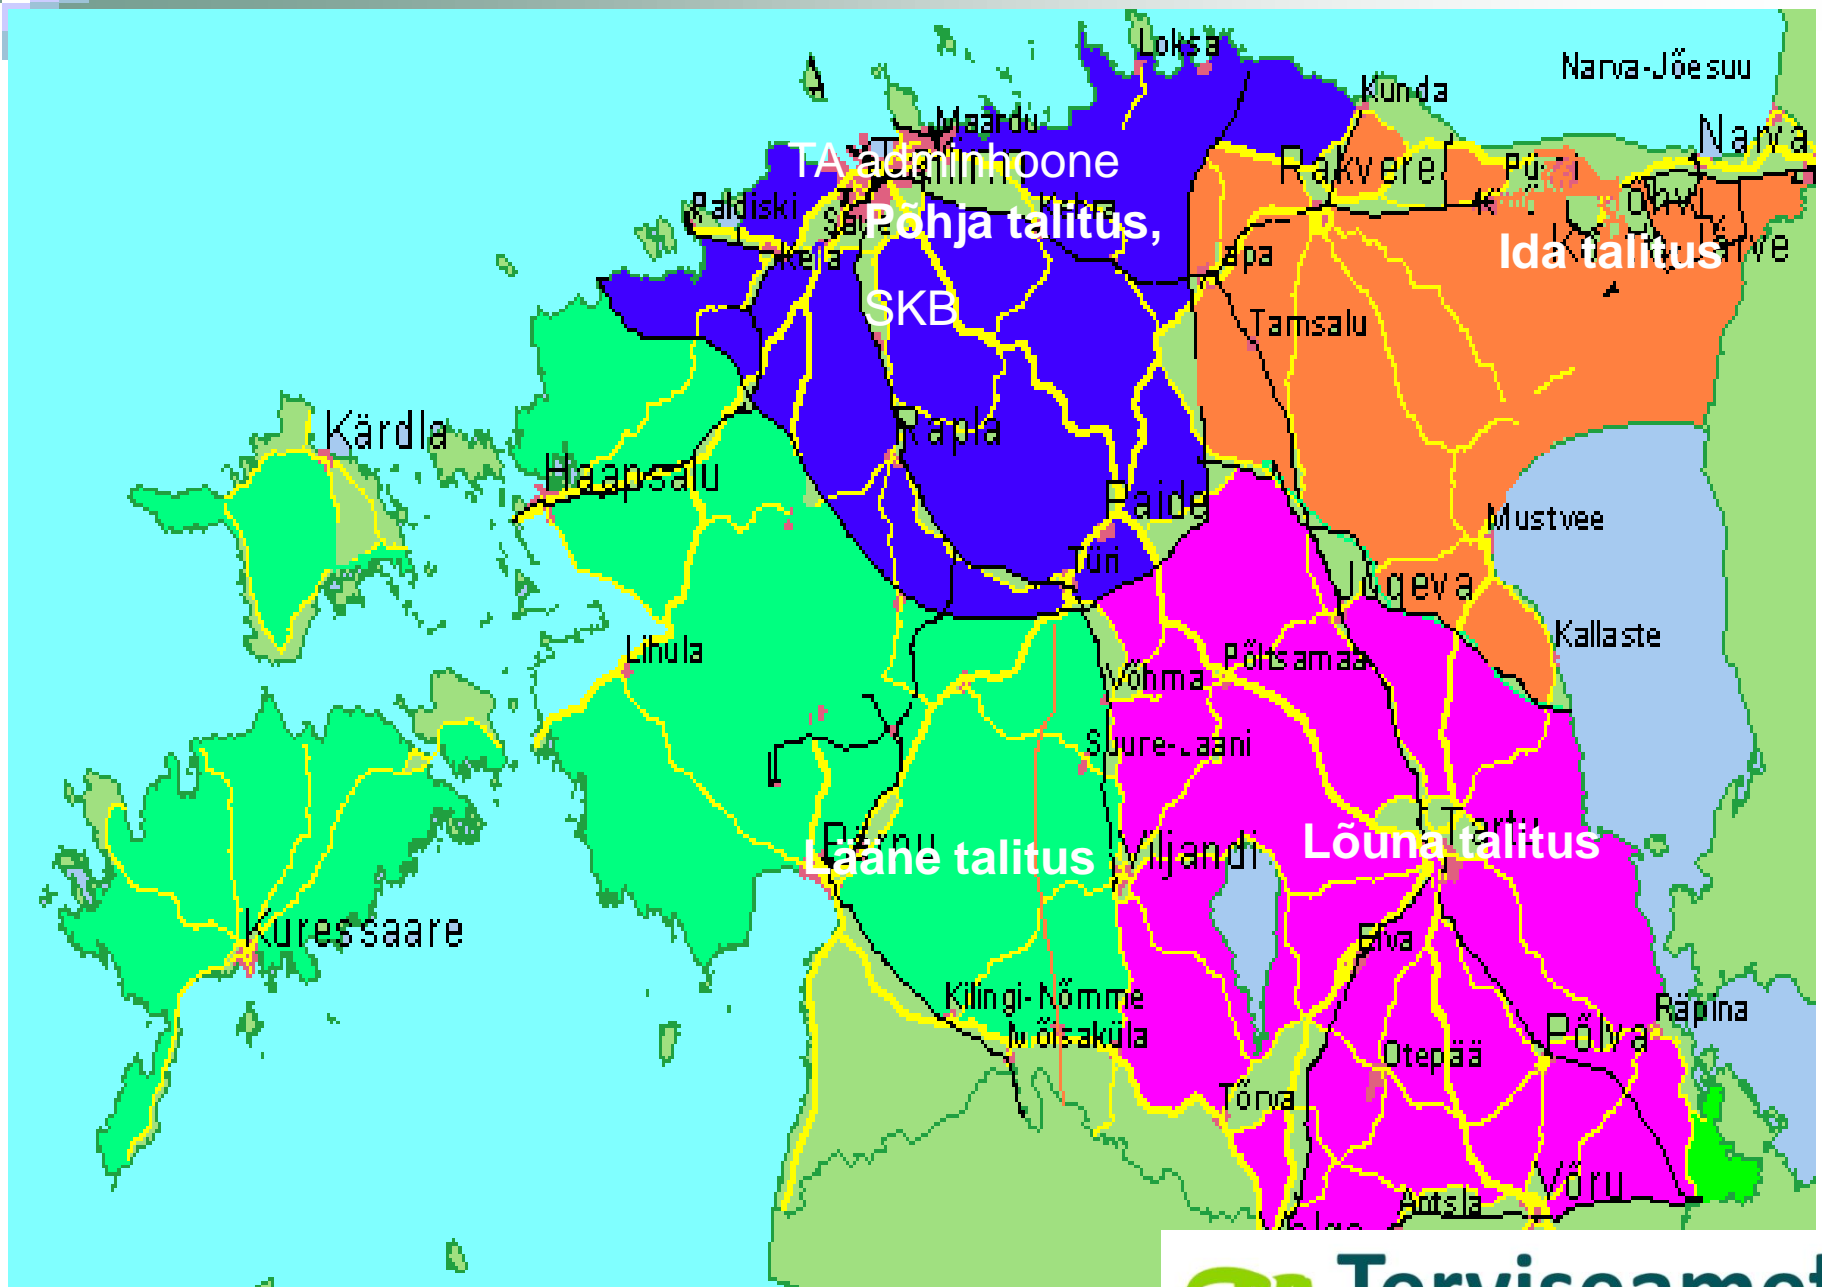 Loksa
Narva-Jõesuu
Kunda
Maardu
Narva
TA adminhoone
Rakvere
Paldiski
Põhja talitus,
Keila
Ida talitus
SKB
Tamsalu
Kärdla
Rapla
Haapsalu
Paide
Mustvee
Türi
Jõgeva
Kallaste
Lihula
Põltsamaa
Võhma
Suure-Jaani
Pärnu
Lääne talitus
Viljandi
Lõuna talitus
Tartu
Kuressaare
Elva
Kilingi-Nõmme
Räpina
Mõisaküla
Põlva
Otepää
Tõrva
Võru
Antsla